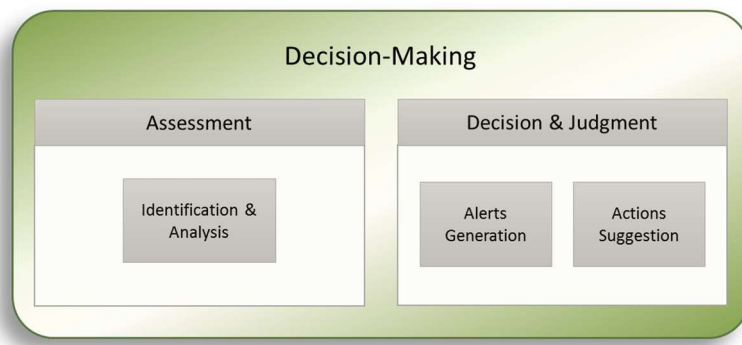 Decision-Making
Assessment
Identification &
Analysis
Decision & Judgment
Alerts
Generation
Actions
Suggestion